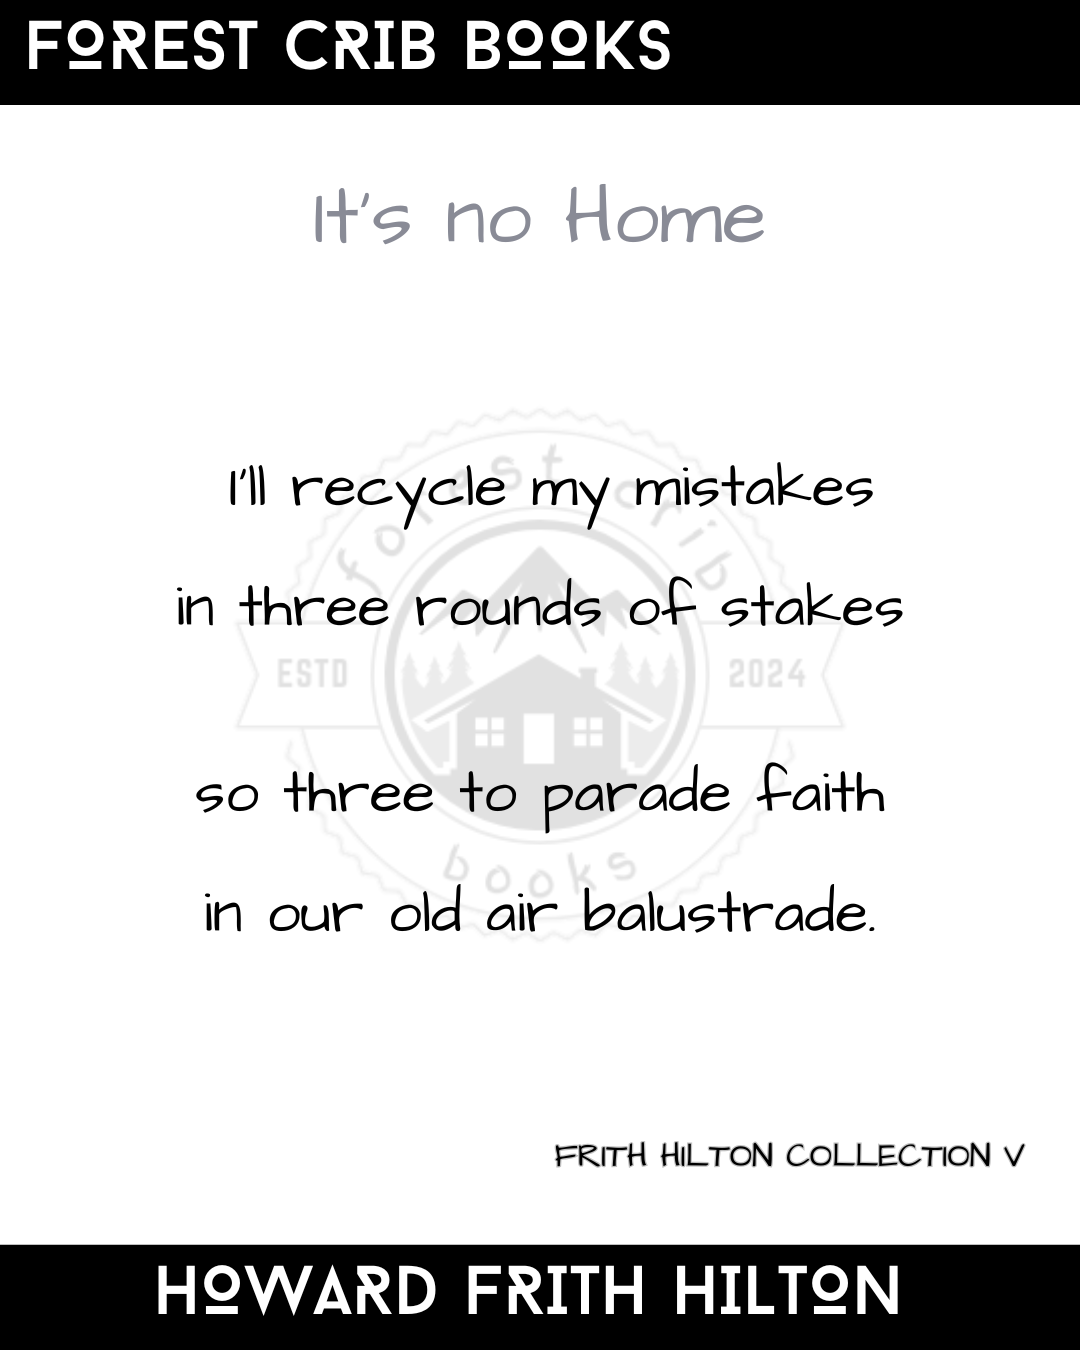 FOREST CRIB BOOKS
It's no Home
I'll recycle my mistakes
in three rounds of stakes
so three to parade faith
in our old air balustrade.
forest crib
ESTD 2024
books
FRITH HILTON COLLECTION V
HOWARD FRITH HILTON